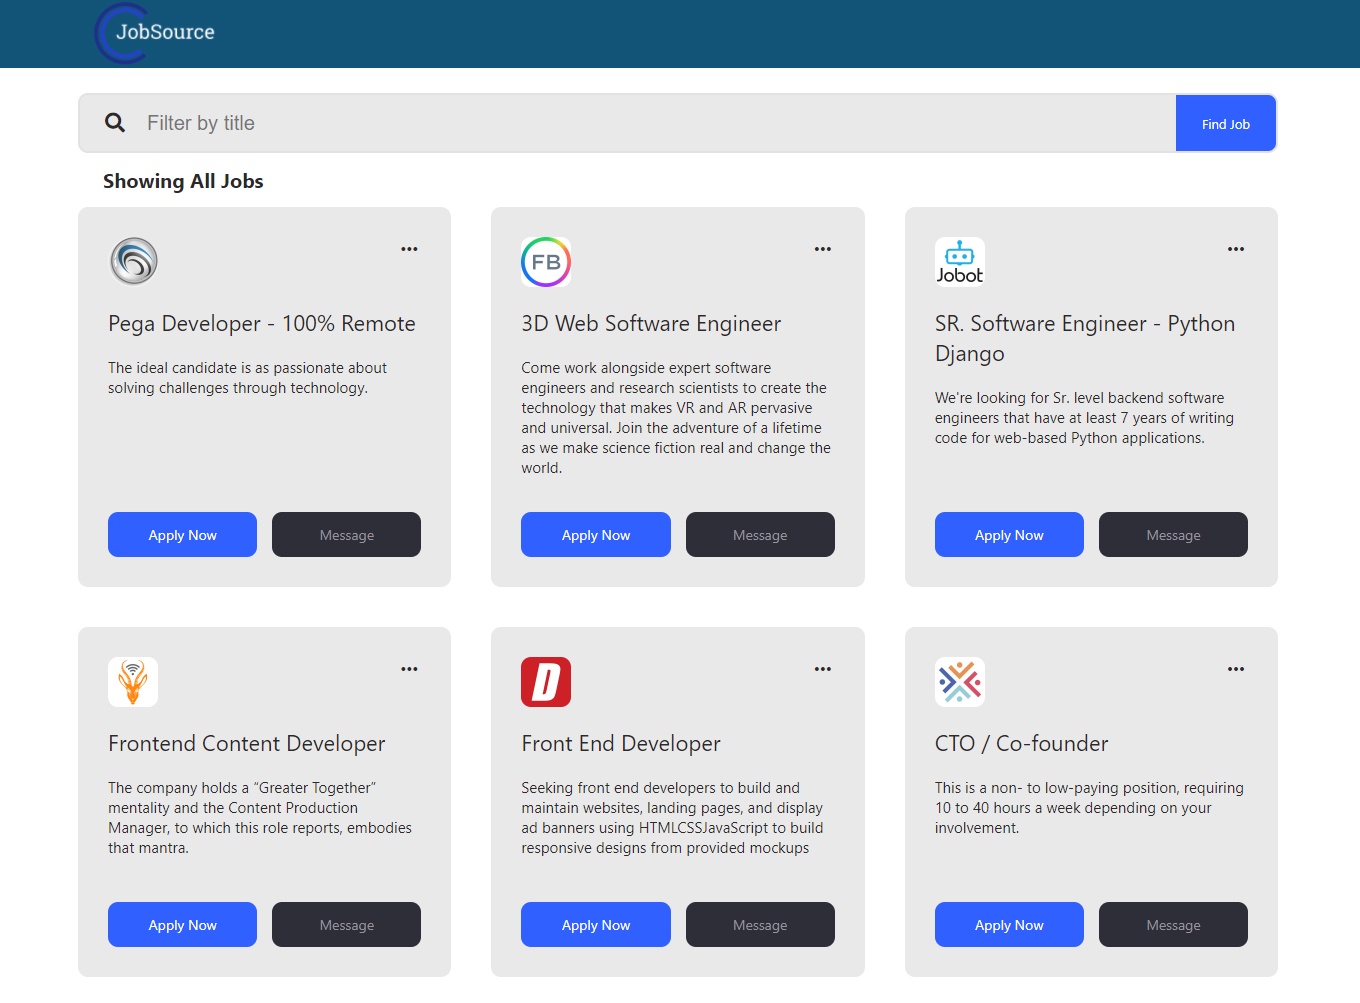 JobSource
Filter by title
Find Job
Showing All Jobs
Pega Developer - 100% Remote
The ideal candidate is as passionate about
solving challenges through technology.
Apply Now
Message
FB
3D Web Software Engineer
Come work alongside expert software
engineers and research scientists to create the
technology that makes VR and AR pervasive
and universal. Join the adventure of a lifetime
as we make science fiction real and change the
world.
Apply Now
Message
Jobot
SR. Software Engineer - Python
Django
We're looking for Sr. level backend software
engineers that have at least 7 years of writing
code for web-based Python applications.
Apply Now
Message
Frontend Content Developer
The company holds a “Greater Together”
mentality and the Content Production
Manager, to which this role reports, embodies
that mantra.
Apply Now
Message
D
Front End Developer
Seeking front end developers to build and
maintain websites, landing pages, and display
ad banners using HTMLCSSJavaScript to build
responsive designs from provided mockups
Apply Now
Message
CTO / Co-founder
This is a non- to low-paying position, requiring
10 to 40 hours a week depending on your
involvement.
Apply Now
Message